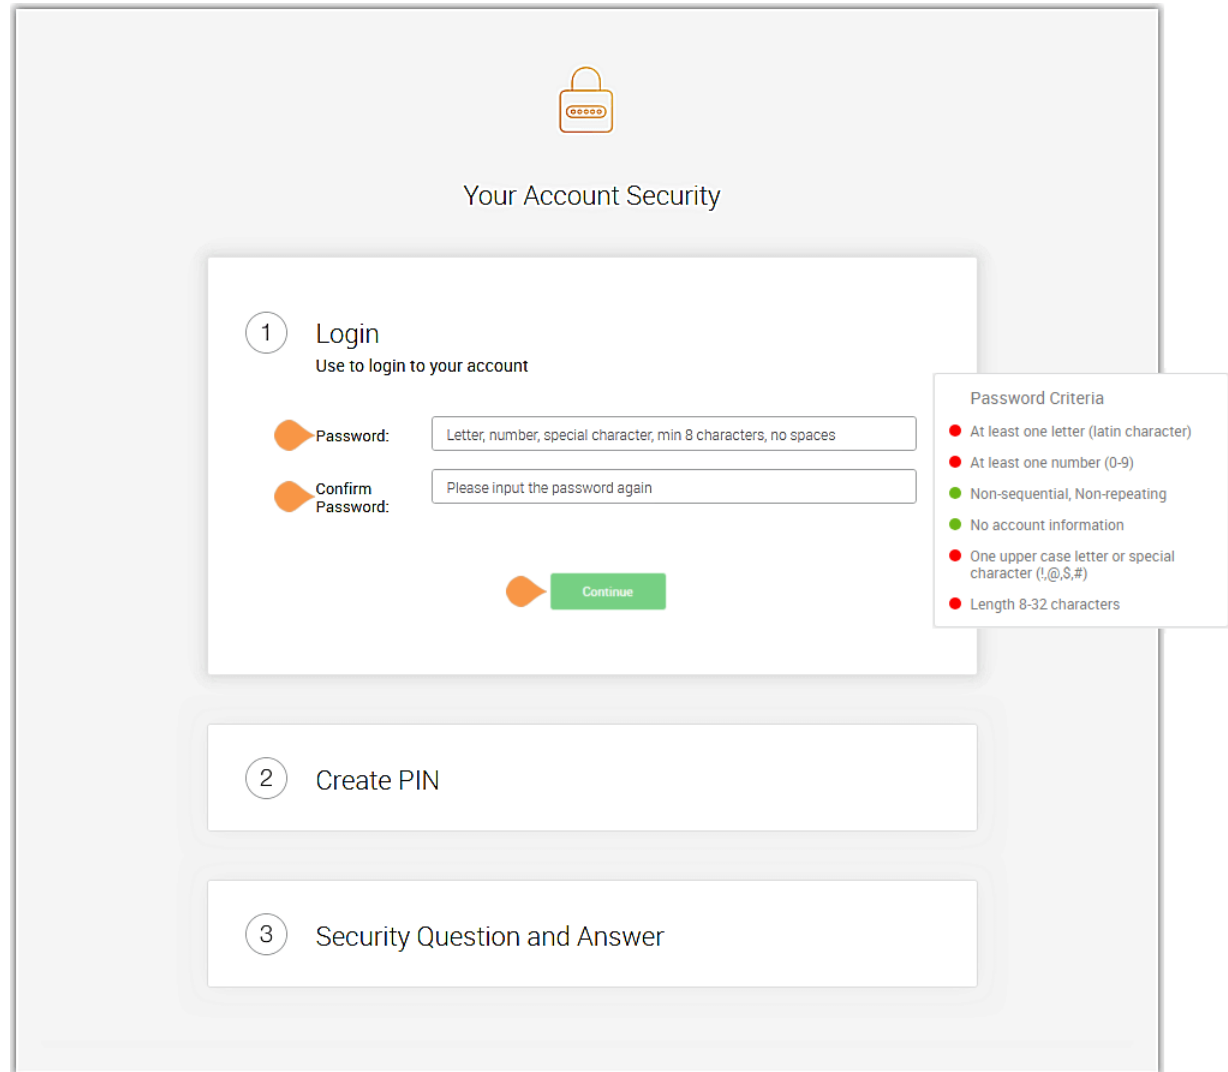 Your Account Security
1
Login
Use to login to your account
Password:
Letter, number, special character, min 8 characters, no spaces
Confirm
Password:
Please input the password again
Continue
Password Criteria
At least one letter (latin character)
At least one number (0-9)
Non-sequential, Non-repeating
No account information
One upper case letter or special
character (!,@,$,#)
Length 8-32 characters
2
Create PIN
3
Security Question and Answer